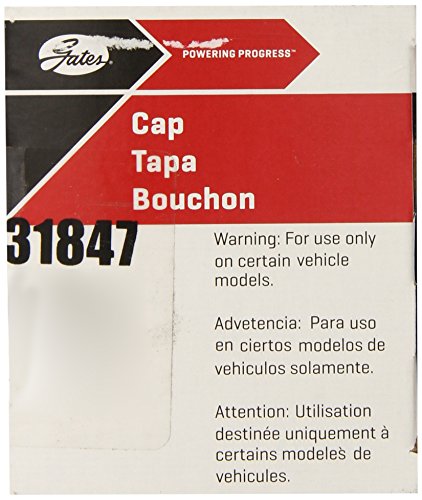 Gates
POWERING PROGRESS™
Cap
Tapa
Bouchon
31847
Warning: For use only
on certain vehicle
models.
Advetencia: Para uso
en ciertos modelos de
vehiculos solamente.
Attention: Utilisation
destinée uniquement à
certains modèles de
vehicules.